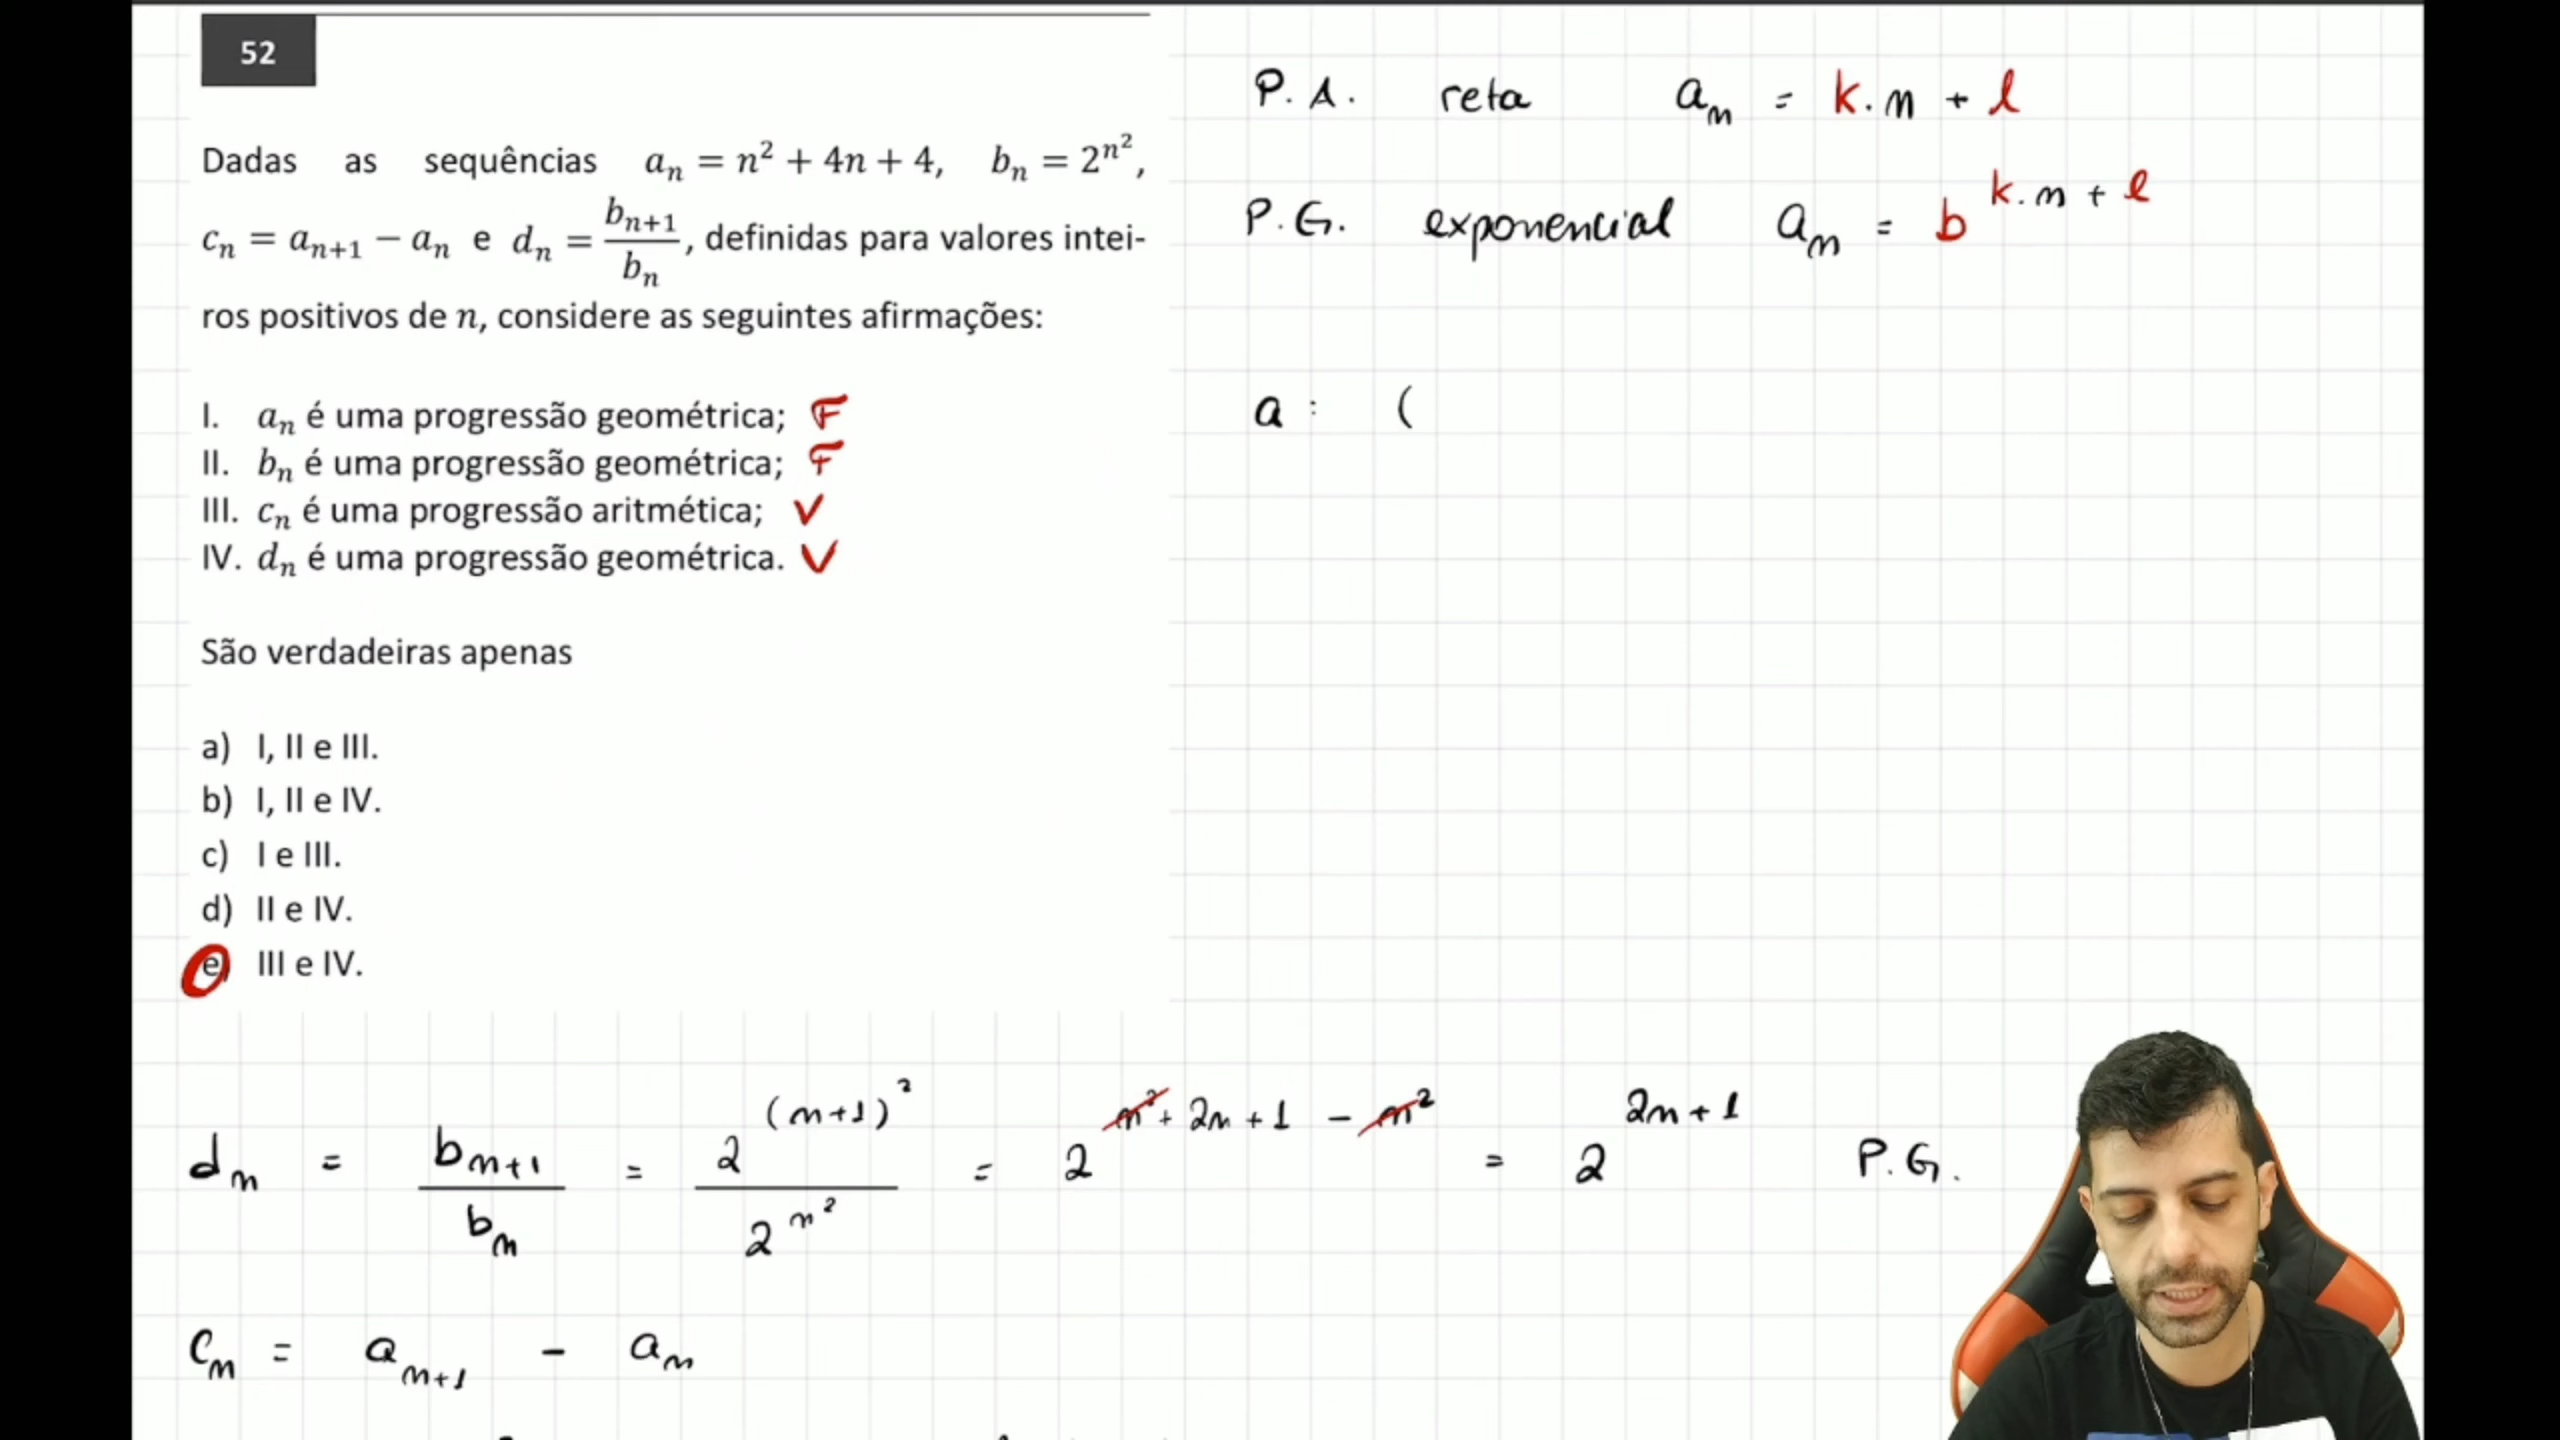 52
Dadas as sequências aₙ = n² + 4n + 4, bₙ = 2^(n²),
cₙ = aₙ₊₁ − aₙ e dₙ = bₙ₊₁/bₙ, definidas para valores intei-
ros positivos de n, considere as seguintes afirmações:
I. aₙ é uma progressão geométrica; F
II. bₙ é uma progressão geométrica; F
III. cₙ é uma progressão aritmética; V
IV. dₙ é uma progressão geométrica. V
São verdadeiras apenas
a) I, II e III.
b) I, II e IV.
c) I e III.
d) II e IV.
e) III e IV.
P.A. reta aₙ = k.n + l
P.G. exponencial aₙ = b^(k.n + l)
a : (
dₙ = bₙ₊₁/bₙ = 2^((n+1)²)/2^(n²) = 2^(n² + 2n + 1 − n²) = 2^(2n + 1) P.G.
cₙ = aₙ₊₁ − aₙ